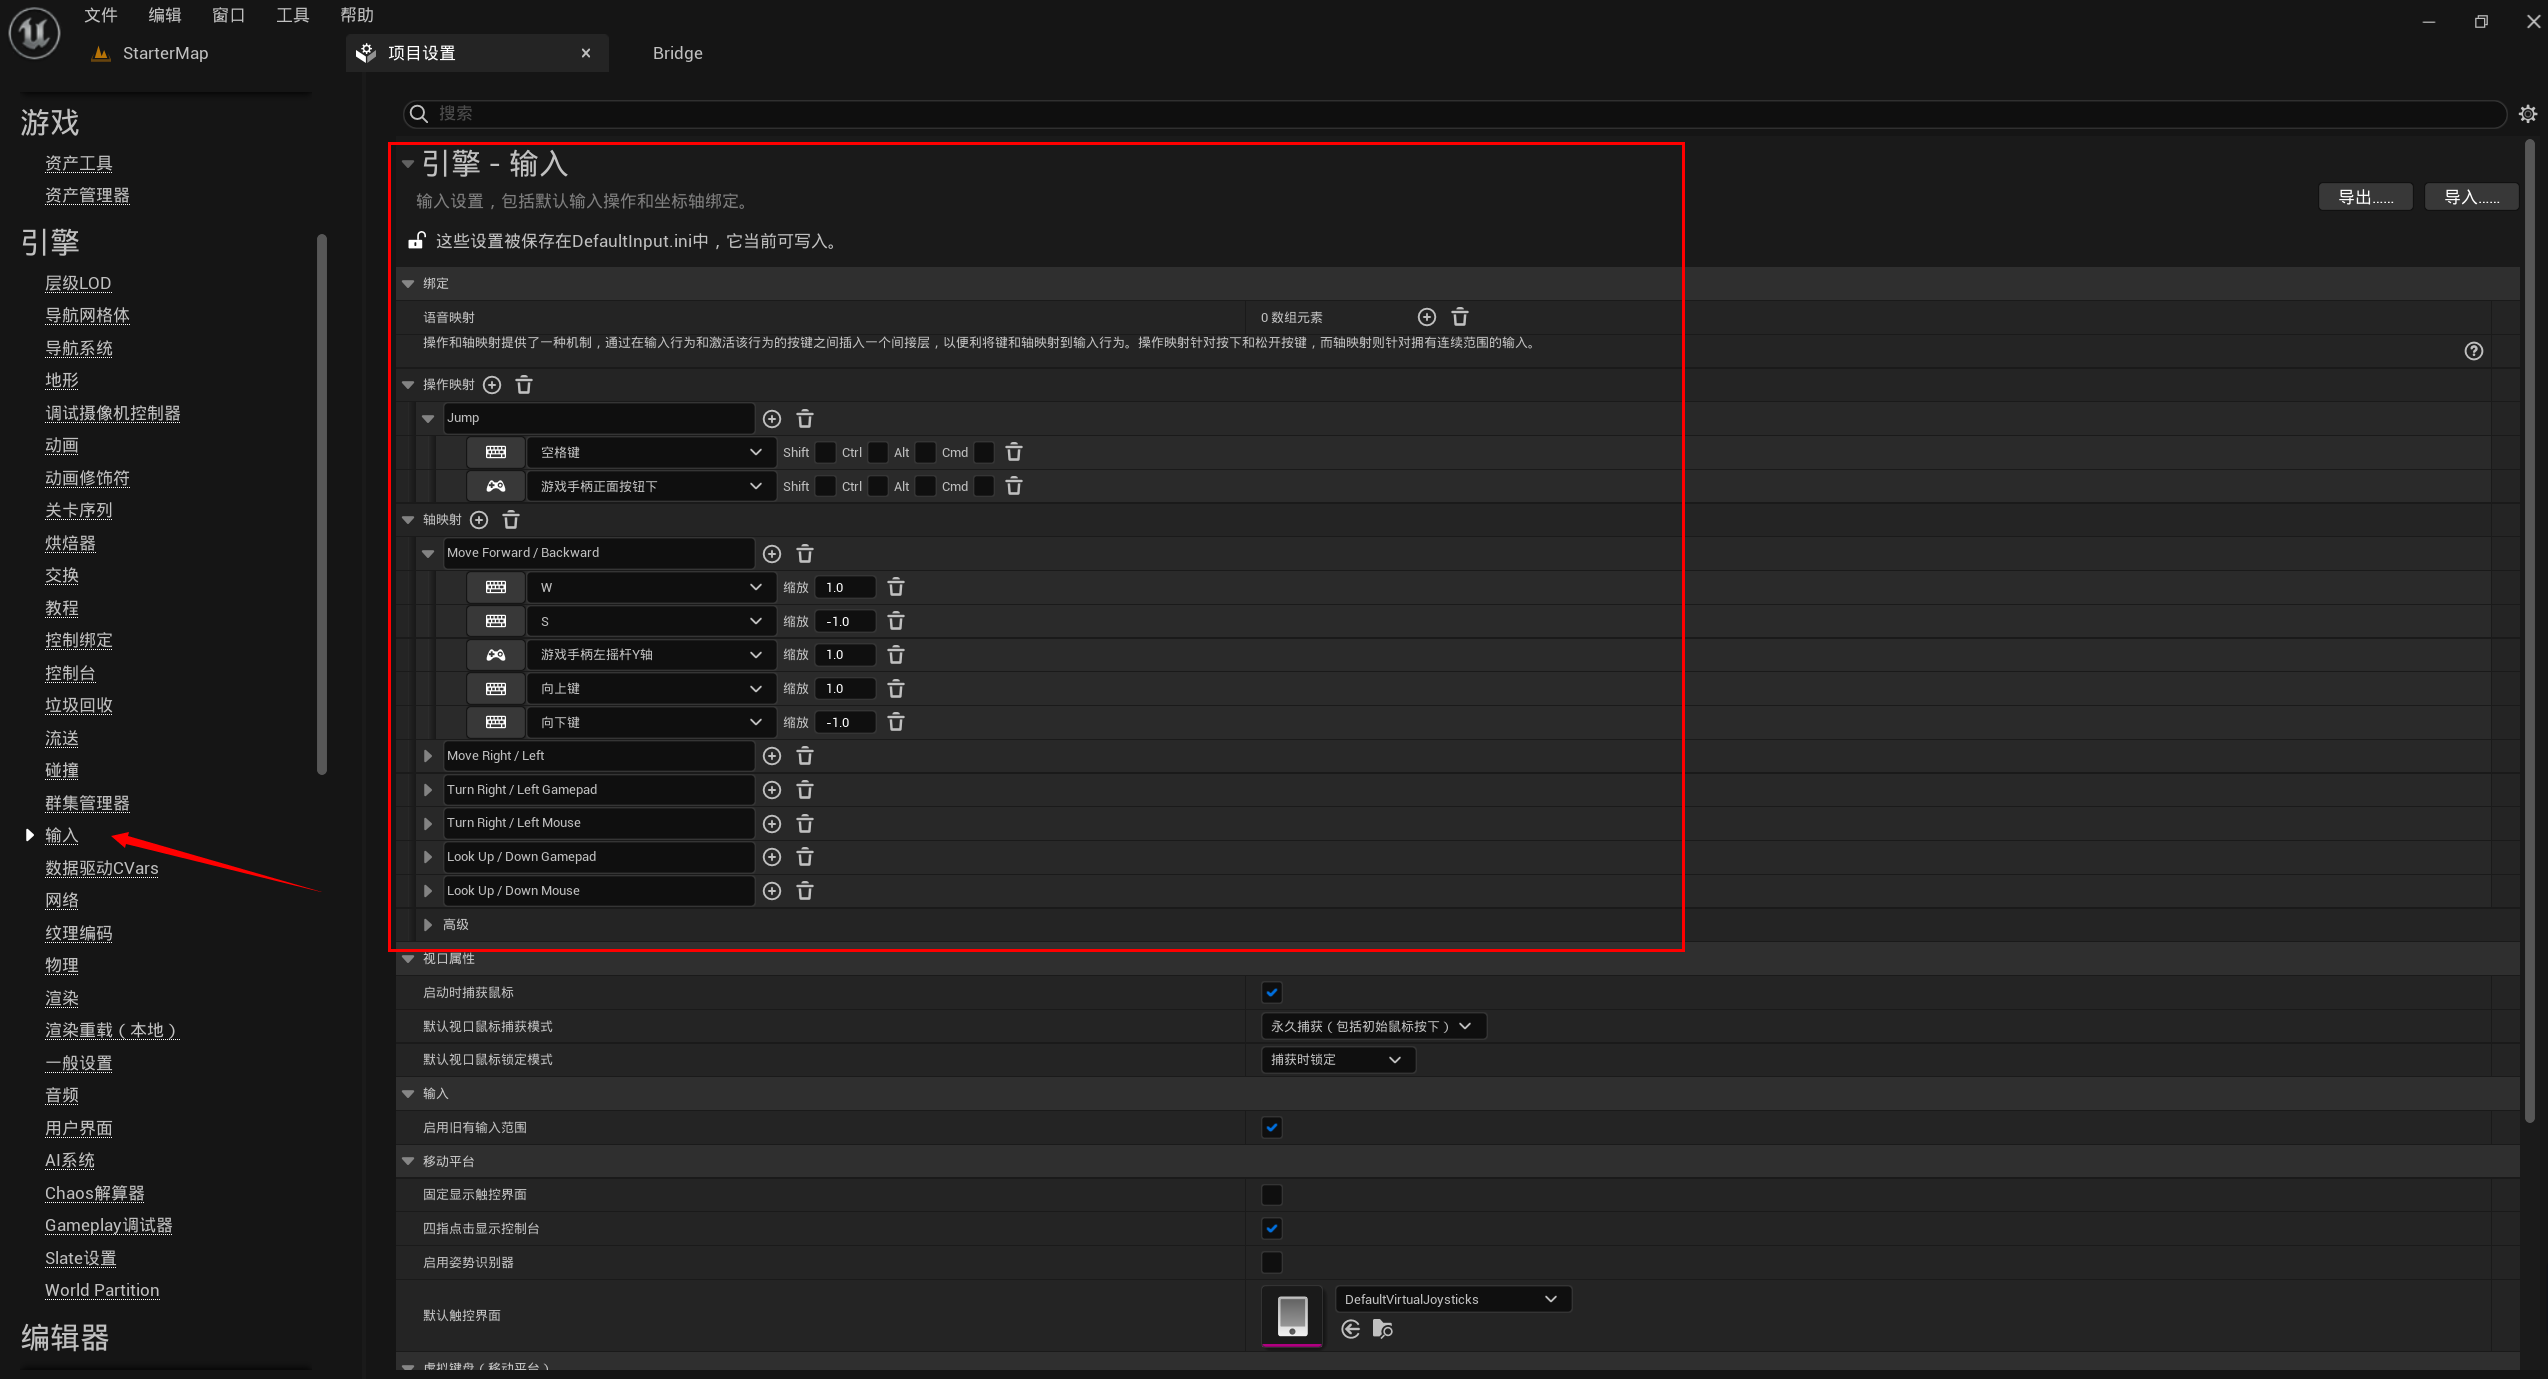 文件 编辑 窗口 工具 帮助
StarterMap 项目设置 Bridge
游戏
资产工具
资产管理器
引擎
层级LOD
导航网格体
导航系统
地形
调试摄像机控制器
动画
动画修饰符
关卡序列
烘焙器
交换
教程
控制绑定
控制台
垃圾回收
流送
碰撞
群集管理器
输入
数据驱动CVars
网络
纹理编码
物理
渲染
渲染重载（本地）
一般设置
音频
用户界面
AI系统
Chaos解算器
Gameplay调试器
Slate设置
World Partition
编辑器
搜索
引擎 - 输入
输入设置，包括默认输入操作和坐标轴绑定。
导出...... 导入......
这些设置被保存在DefaultInput.ini中，它当前可写入。
绑定
语音映射 0 数组元素
操作和轴映射提供了一种机制，通过在输入行为和激活该行为的按键之间插入一个间接层，以便利将键和轴映射到输入行为。操作映射针对按下和松开按键，而轴映射则针对拥有连续范围的输入。
操作映射
Jump
空格键 Shift Ctrl Alt Cmd
游戏手柄正面按钮下 Shift Ctrl Alt Cmd
轴映射
Move Forward / Backward
W 缩放 1.0
S 缩放 -1.0
游戏手柄左摇杆Y轴 缩放 1.0
向上键 缩放 1.0
向下键 缩放 -1.0
Move Right / Left
Turn Right / Left Gamepad
Turn Right / Left Mouse
Look Up / Down Gamepad
Look Up / Down Mouse
高级
视口属性
启动时捕获鼠标
默认视口鼠标捕获模式 永久捕获（包括初始鼠标按下）
默认视口鼠标锁定模式 捕获时锁定
输入
启用旧有输入范围
移动平台
固定显示触控界面
四指点击显示控制台
启用姿势识别器
默认触控界面 DefaultVirtualJoysticks
虚拟键盘（移动平台）